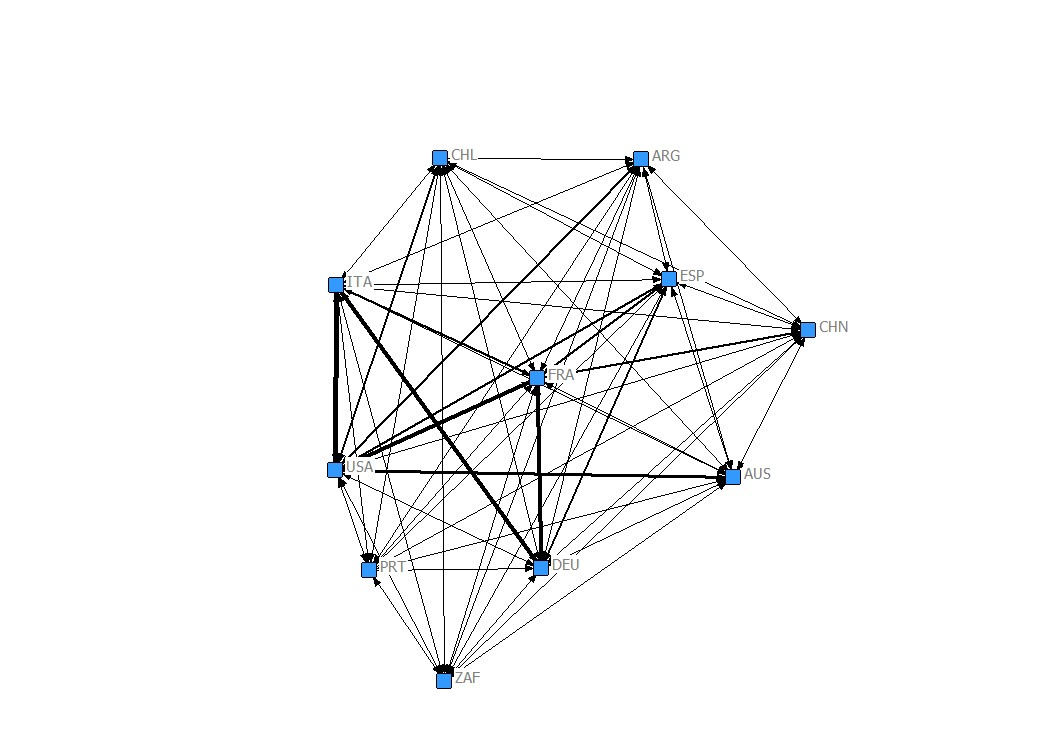 CHL
ARG
ITA
ESP
CHN
FRA
USA
AUS
PRT
DEU
ZAF